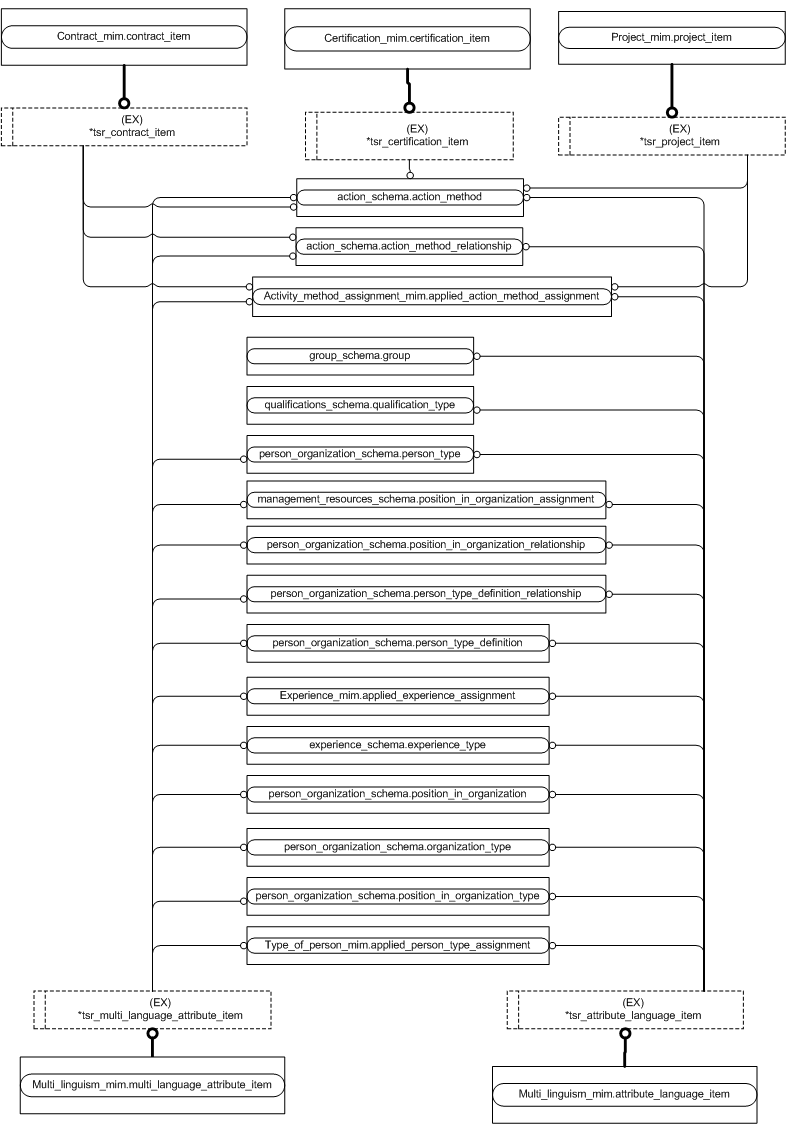 Contract_mim.contract_item
Certification_mim.certification_item
Project_mim.project_item
(EX)
*tsr_contract_item
(EX)
*tsr_certification_item
(EX)
*tsr_project_item
action_schema.action_method
action_schema.action_method_relationship
Activity_method_assignment_mim.applied_action_method_assignment
group_schema.group
qualifications_schema.qualification_type
person_organization_schema.person_type
management_resources_schema.position_in_organization_assignment
person_organization_schema.position_in_organization_relationship
person_organization_schema.person_type_definition_relationship
person_organization_schema.person_type_definition
Experience_mim.applied_experience_assignment
experience_schema.experience_type
person_organization_schema.position_in_organization
person_organization_schema.organization_type
person_organization_schema.position_in_organization_type
Type_of_person_mim.applied_person_type_assignment
(EX)
*tsr_multi_language_attribute_item
(EX)
*tsr_attribute_language_item
Multi_linguism_mim.multi_language_attribute_item
Multi_linguism_mim.attribute_language_item